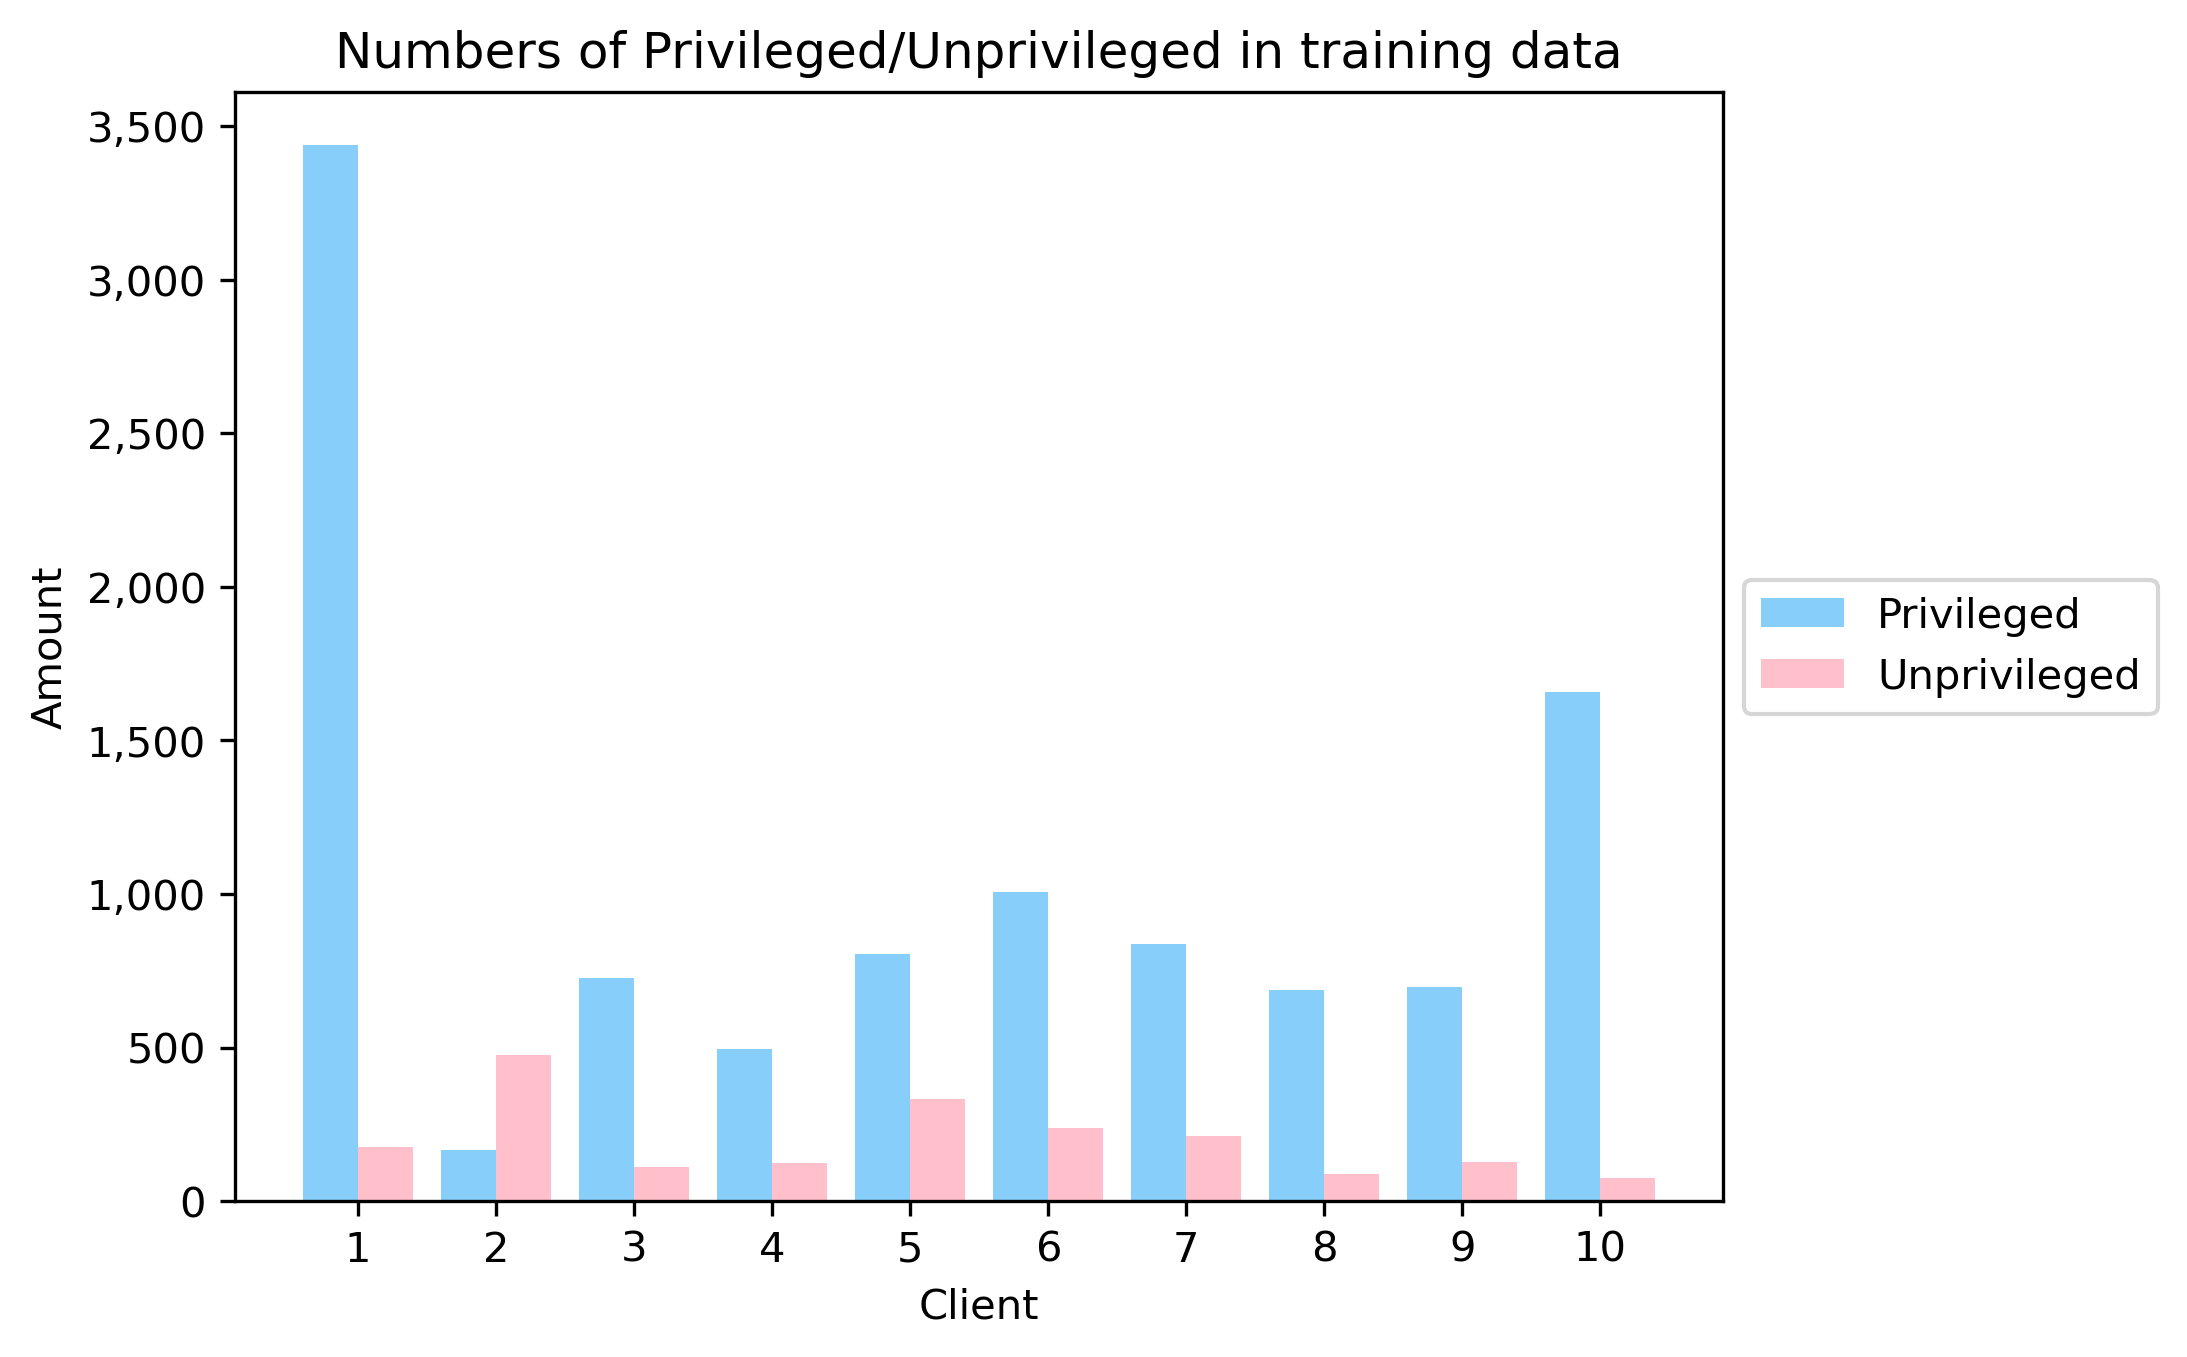 Numbers of Privileged/Unprivileged in training data
3,500
3,000
2,500
2,000
1,500
1,000
500
0
Amount
1 2 3 4 5 6 7 8 9 10
Client
Privileged
Unprivileged